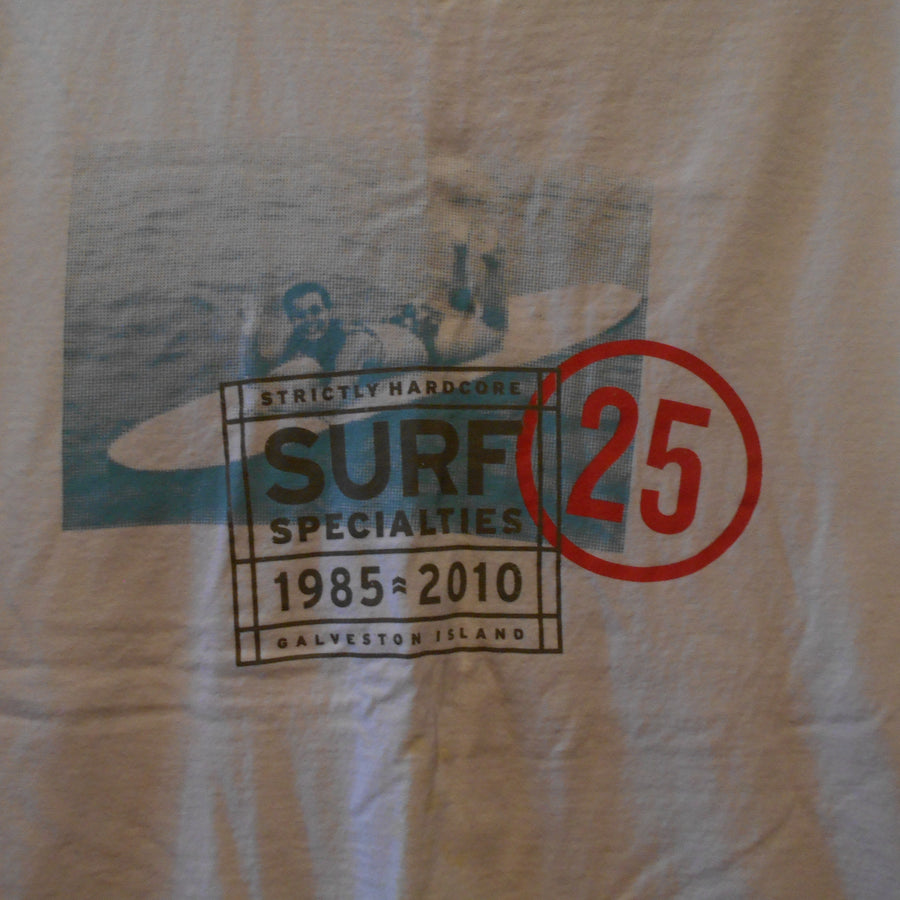 STRICTLY HARDCORE
SURF
SPECIALTIES
1985 2010
GALVESTON ISLAND
25